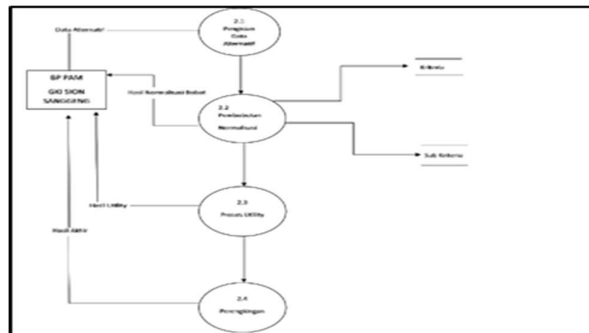 2.1
Pengisian
Data
Alternatif
Data Alternatif
BP PAM
GKI SION
SANGGENG
Hasil Normalisasi Bobot
2.2
Pembobotan
Normalisasi
Kriteria
Sub Kriteria
2.3
Proses Utility
Hasil Utility
Hasil Akhir
2.4
Perangkingan